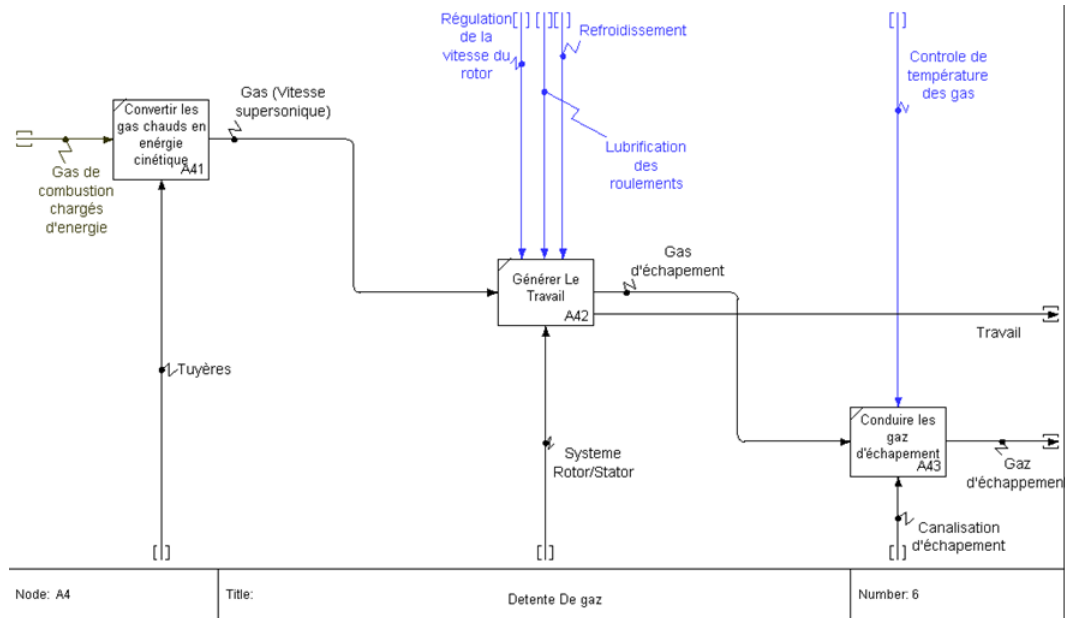 Régulation
de la
vitesse du
rotor
Refroidissement
Lubrification
des
roulements
Controle de
température
des gas
Convertir les
gas chauds en
enérgie
cinétique
A41
Gas (Vitesse
supersonique)
Gas de
combustion
chargés
d'energie
Tuyères
Générer Le
Travail
A42
Gas
d'échapement
Travail
Systeme
Rotor/Stator
Conduire les
gaz
d'échapement
A43
Gaz
d'échappement
Canalisation
d'échapement
Node: A4
Title:
Detente De gaz
Number: 6